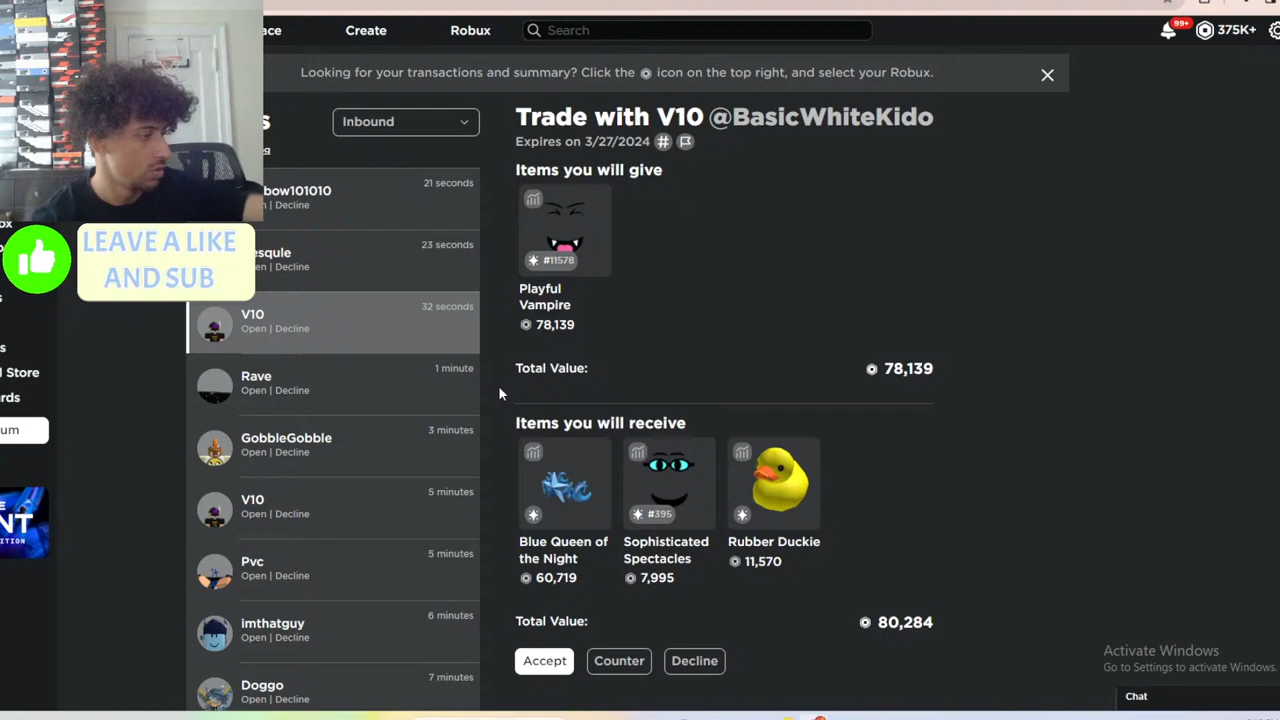 ace
Create
Robux
Search
99+
375K+
Looking for your transactions and summary? Click the icon on the top right, and select your Robux.
s
Inbound
Trade with V10 @BasicWhiteKido
Expires on 3/27/2024 #
Items you will give
#11578
Playful
Vampire
78,139
Total Value:
78,139
Items you will receive
#395
Blue Queen of
the Night
60,719
Sophisticated
Spectacles
7,995
Rubber Duckie
11,570
Total Value:
80,284
Accept
Counter
Decline
bow101010
21 seconds
Open | Decline
esquie
23 seconds
Open | Decline
V10
32 seconds
Open | Decline
Rave
1 minute
Open | Decline
GobbleGobble
3 minutes
Open | Decline
V10
5 minutes
Open | Decline
Pvc
5 minutes
Open | Decline
imthatguy
6 minutes
Open | Decline
Doggo
7 minutes
Open | Decline
LEAVE A LIKE
AND SUB
ox
s
s
l Store
rds
um
NT
DITION
Activate Windows
Go to Settings to activate Windows.
Chat